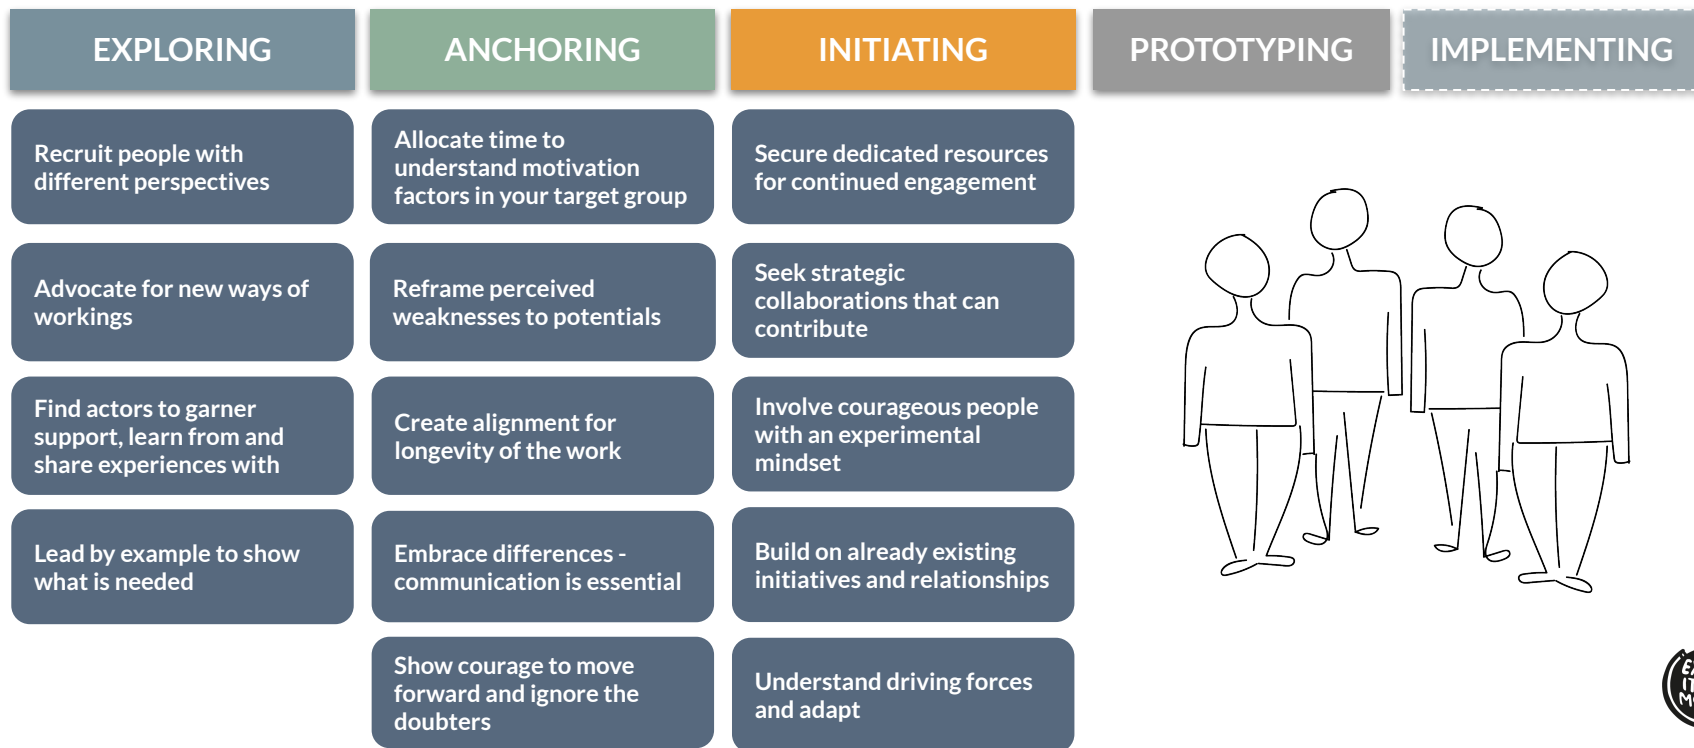 EXPLORING
ANCHORING
INITIATING
PROTOTYPING
IMPLEMENTING
Recruit people with
different perspectives
Advocate for new ways of
workings
Find actors to garner
support, learn from and
share experiences with
Lead by example to show
what is needed
Allocate time to
understand motivation
factors in your target group
Reframe perceived
weaknesses to potentials
Create alignment for
longevity of the work
Embrace differences -
communication is essential
Show courage to move
forward and ignore the
doubters
Secure dedicated resources
for continued engagement
Seek strategic
collaborations that can
contribute
Involve courageous people
with an experimental
mindset
Build on already existing
initiatives and relationships
Understand driving forces
and adapt